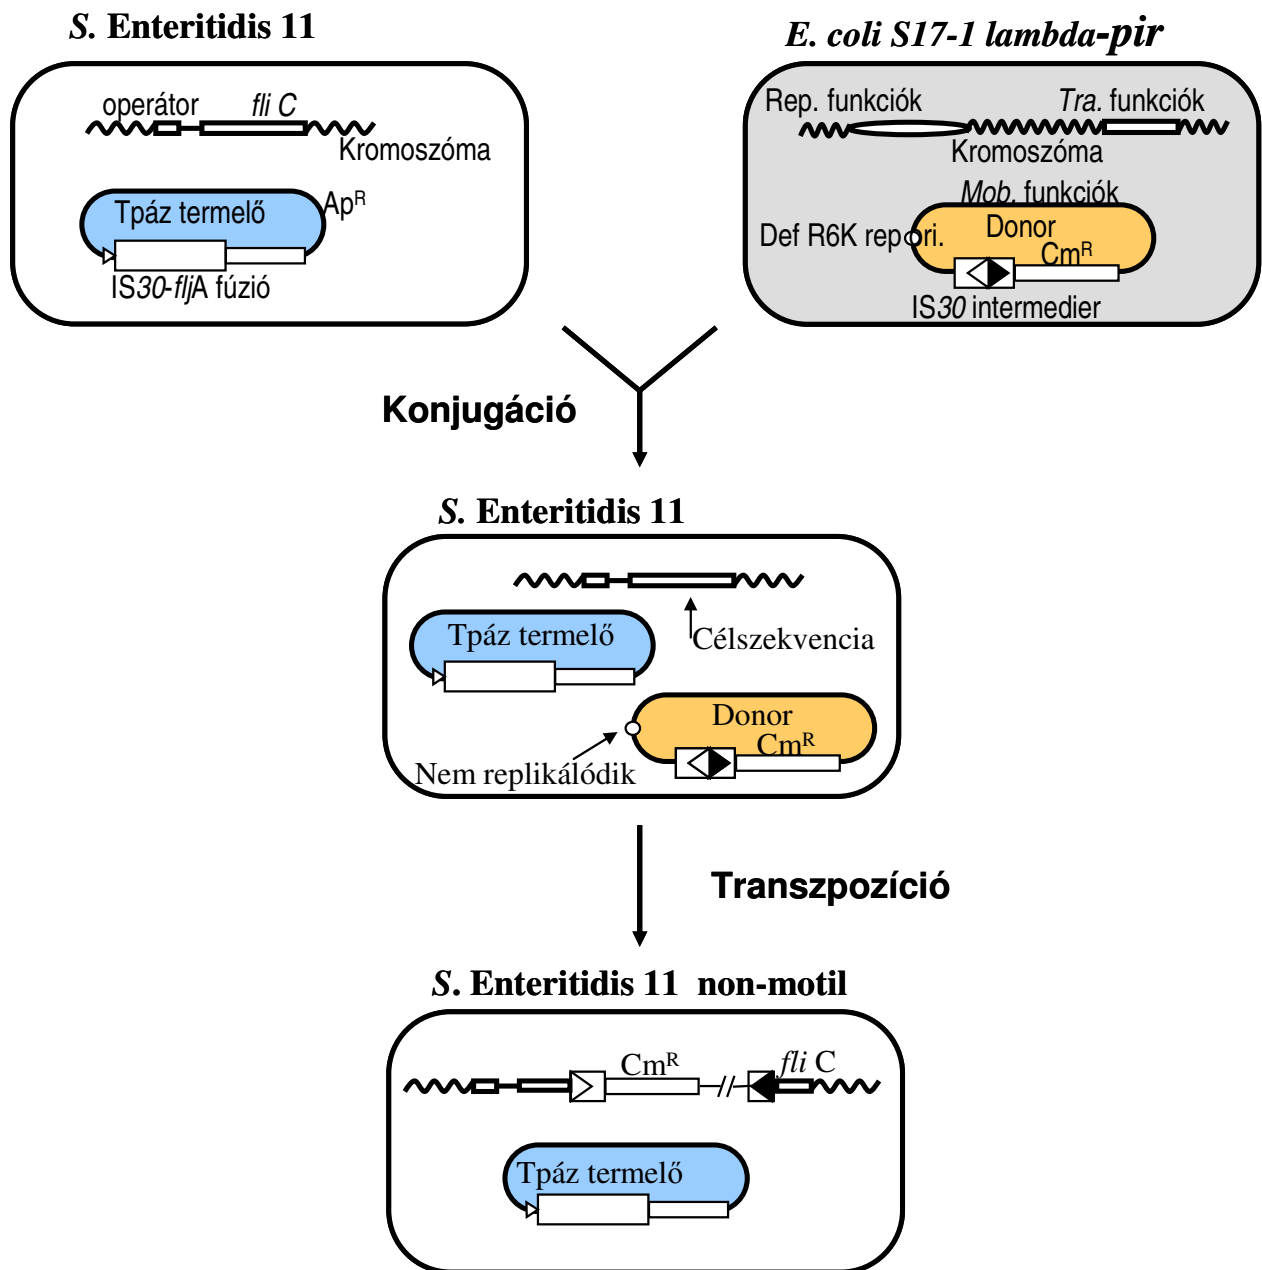 S. Enteritidis 11
operátor fli C
Kromoszóma
Tpáz termelő
ApR
IS30-fljA fúzió
E. coli S17-1 lambda-pir
Rep. funkciók Tra. funkciók
Kromoszóma
Mob. funkciók
Def R6K rep ori. Donor
CmR
IS30 intermedier
Konjugáció
S. Enteritidis 11
Tpáz termelő
Célszekvencia
Donor
CmR
Nem replikálódik
Transzpozíció
S. Enteritidis 11 non-motil
CmR fli C
Tpáz termelő